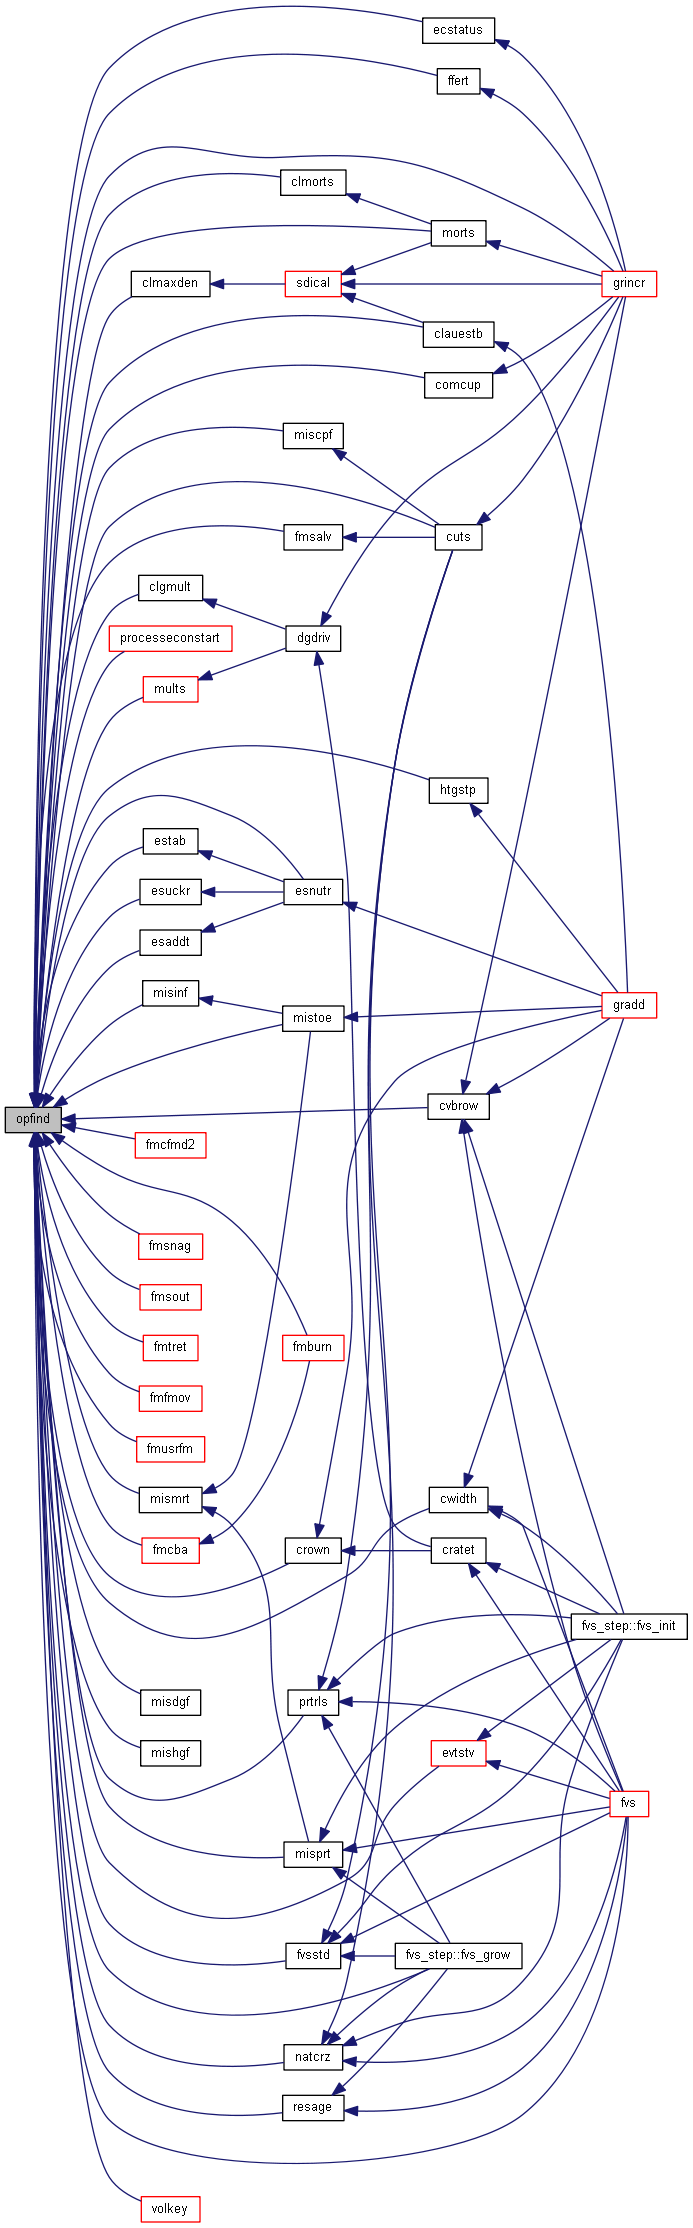 ecstatus
ffert
clmorts
morts
clmaxden
sdical
grincr
clauestb
comcup
miscpf
cuts
fmsalv
clgmult
processeconstart
dgdriv
mults
htgstp
estab
esuckr
esnutr
esaddt
misinf
mistoe
gradd
opfind
cvbrow
fmcfmd2
fmsnag
fmsout
fmtret
fmburn
fmfmov
fmusrfm
mismrt
cwidth
fmcba
crown
cratet
fvs_step::fvs_init
misdgf
prtrls
mishgf
evtstv
fvs
misprt
fvsstd
fvs_step::fvs_grow
natcrz
resage
volkey